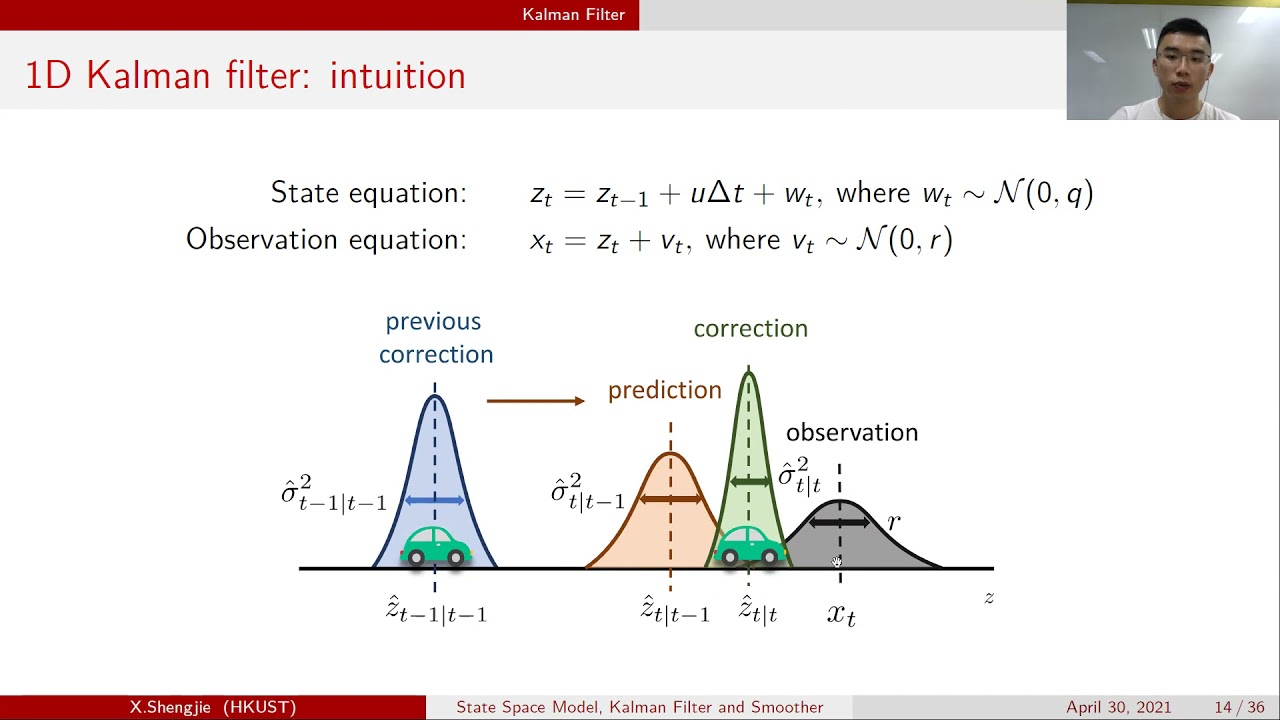 Kalman Filter
1D Kalman filter: intuition
State equation: z_t = z_{t−1} + uΔt + w_t, where w_t ∼ 𝒩(0, q)
Observation equation: x_t = z_t + v_t, where v_t ∼ 𝒩(0, r)
previous
correction
correction
prediction
observation
σ̂²_{t−1|t−1}
σ̂²_{t|t−1}
σ̂²_{t|t}
r
ẑ_{t−1|t−1}
ẑ_{t|t−1}
ẑ_{t|t}
x_t
z
X.Shengjie (HKUST)
State Space Model, Kalman Filter and Smoother
April 30, 2021
14 / 36